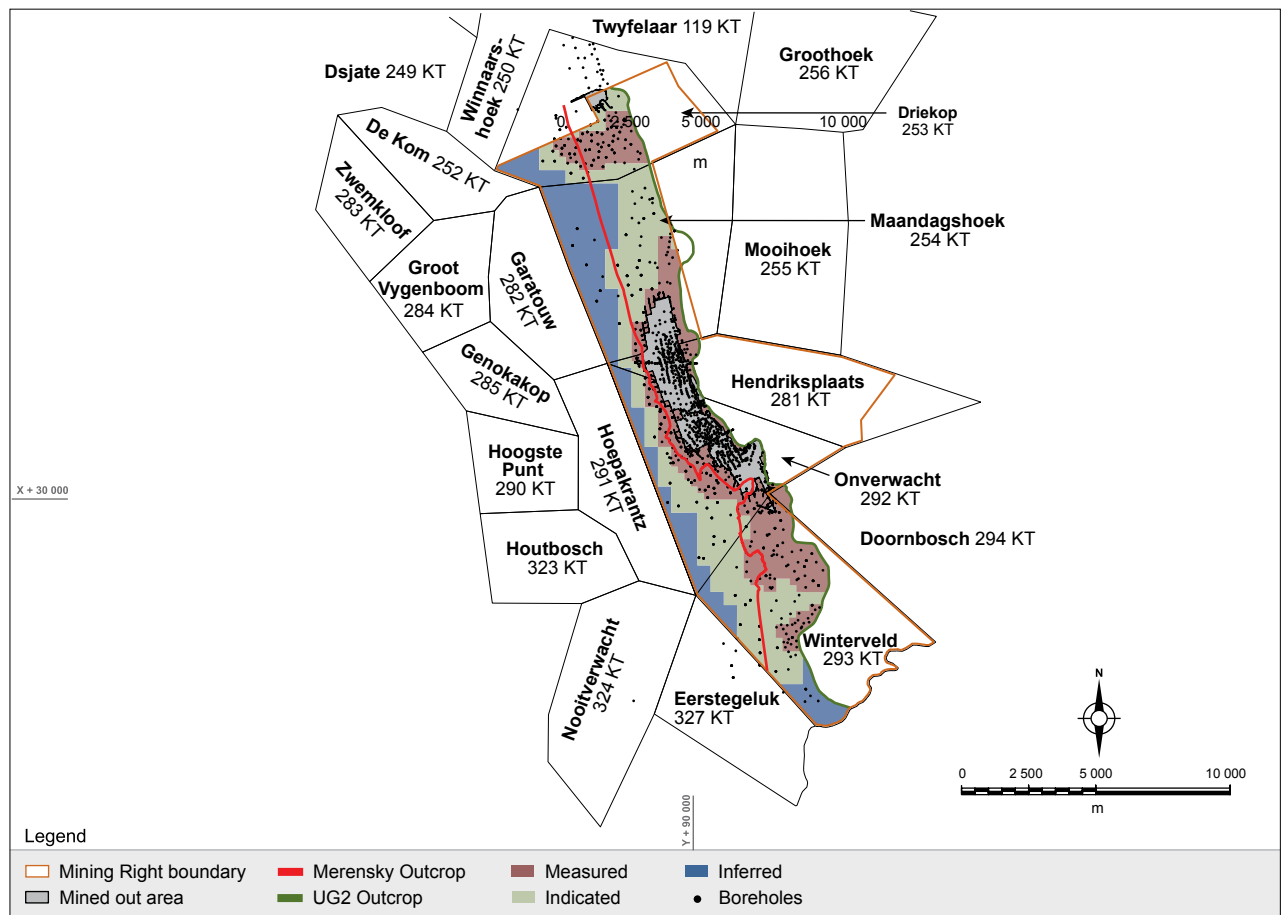 Twyfelaar 119 KT
Groothoek
256 KT
Dsjate 249 KT
Winnaars-
hoek 250 KT
Driekop
253 KT
0 2 500 5 000 10 000
m
De Kom 252 KT
Zwemkloof
283 KT
Maandagshoek
254 KT
Mooihoek
255 KT
Groot
Vygenboom
284 KT
Garatouw
282 KT
Genokakop
285 KT
Hendriksplaats
281 KT
Hoogste
Punt
290 KT
Hoepakrantz
291 KT
Onverwacht
292 KT
X + 30 000
Doornbosch 294 KT
Houtbosch
323 KT
Winterveld
293 KT
Nooitverwacht
324 KT
Eerstegeluk
327 KT
N
0 2 500 5 000 10 000
m
Y + 90 000
Legend
Mining Right boundary
Merensky Outcrop
Measured
Inferred
Mined out area
UG2 Outcrop
Indicated
Boreholes